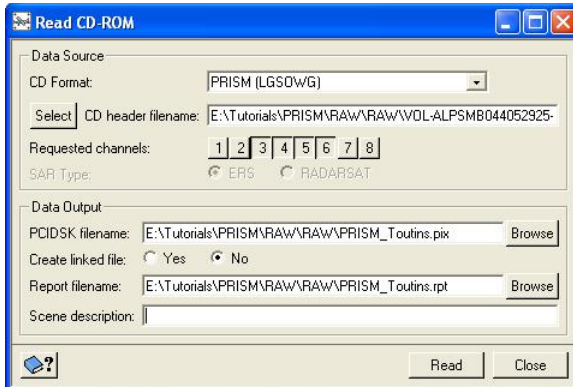 Read CD-ROM
Data Source
CD Format: PRISM (LGSOWG)
Select CD header filename: E:\Tutorials\PRISM\RAW\RAW\VOL-ALPSMB044052925-
Requested channels: 1 2 3 4 5 6 7 8
SAR Type: ERS RADARSAT
Data Output
PCIDSK filename: E:\Tutorials\PRISM\RAW\RAW\PRISM_Toutins.pix Browse
Create linked file: Yes No
Report filename: E:\Tutorials\PRISM\RAW\RAW\PRISM_Toutins.rpt Browse
Scene description:
? Read Close